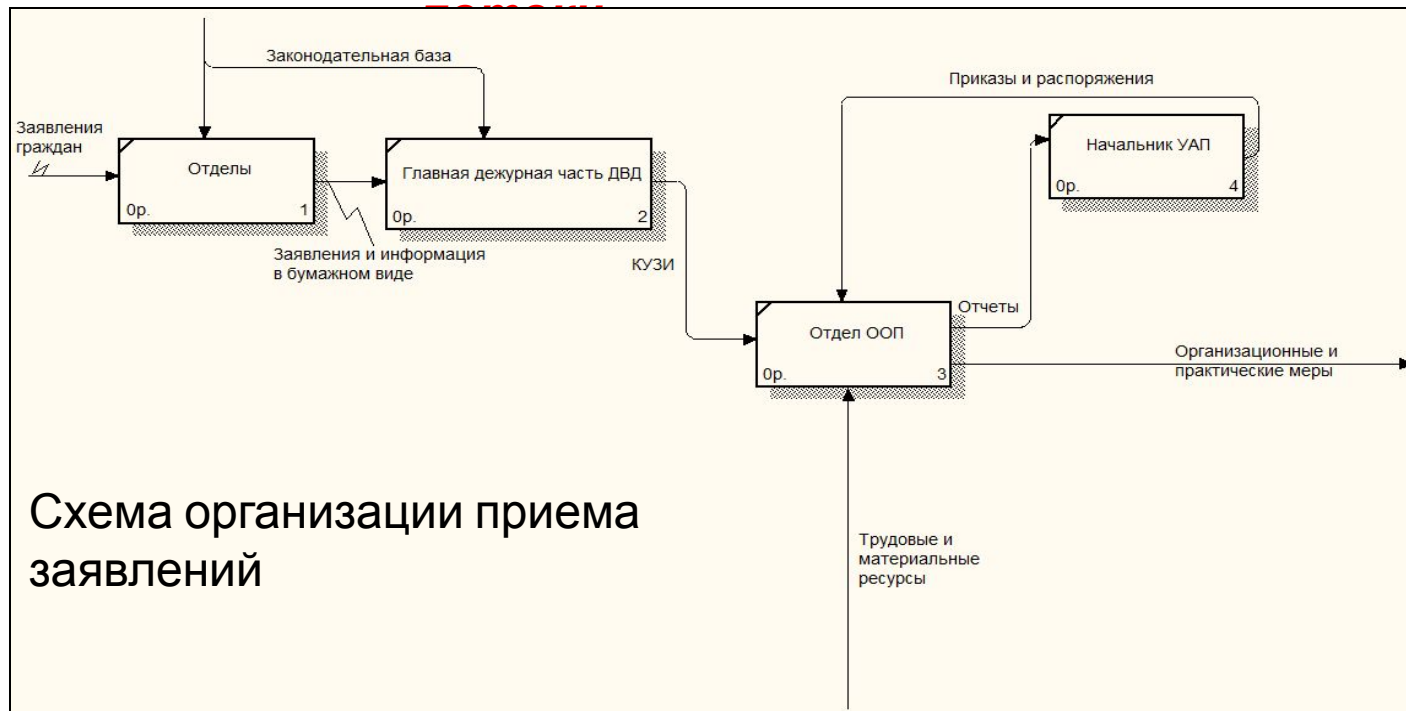 Законодательная база
Приказы и распоряжения
Заявления
граждан
Отделы
0р.
1
Главная дежурная часть ДВД
0р.
2
Начальник УАП
0р.
4
Заявления и информация
в бумажном виде
КУЗИ
Отдел ООП
0р.
3
Отчеты
Организационные и
практические меры
Схема организации приема
заявлений
Трудовые и
материальные
ресурсы